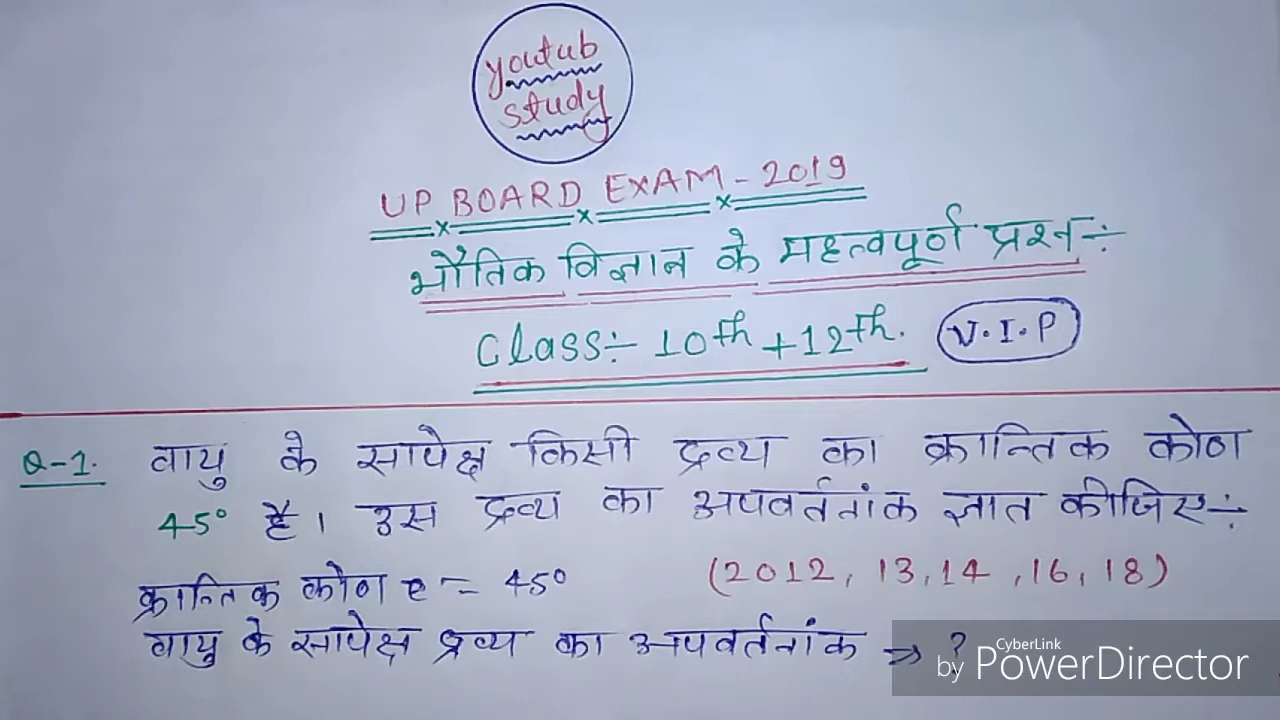 youtub
study
UP BOARD EXAM - 2019
भौतिक विज्ञान के महत्वपूर्ण प्रश्न :-
Class:- 10th + 12th. V.I.P
Q-1. वायु के सापेक्ष किसी द्रव्य का क्रान्तिक कोण
45° है। उस द्रव्य का अपवर्तनांक ज्ञात कीजिए :-
(2012, 13, 14, 16, 18)
क्रान्तिक कोण e = 45°
वायु के सापेक्ष द्रव्य का अपवर्तनांक ⇒ ?
CyberLink
by PowerDirector